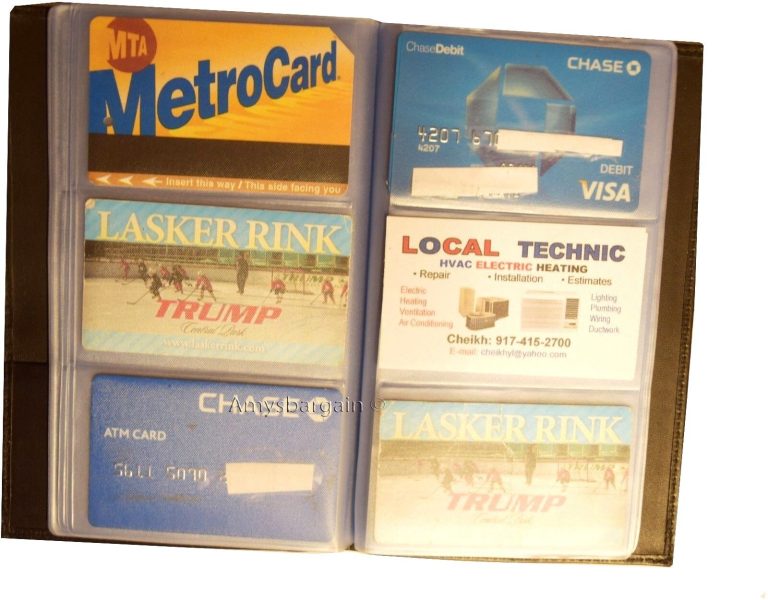 MTA
MetroCard
Insert this way / This side facing you
LASKER RINK
TRUMP
Central Park
www.laskerrink.com
CHASE
ATM CARD
Amysbargain ©
ChaseDebit
CHASE
4207
4207
DEBIT
VISA
LOCAL TECHNIC
HVAC ELECTRIC HEATING
• Repair • Installation • Estimates
Electric
Heating
Ventilation
Air Conditioning
Lighting
Plumbing
Wiring
Ductwork
Cheikh: 917-415-2700
E-mail: cheikhyl@yahoo.com
LASKER RINK
TRUMP
Central Park